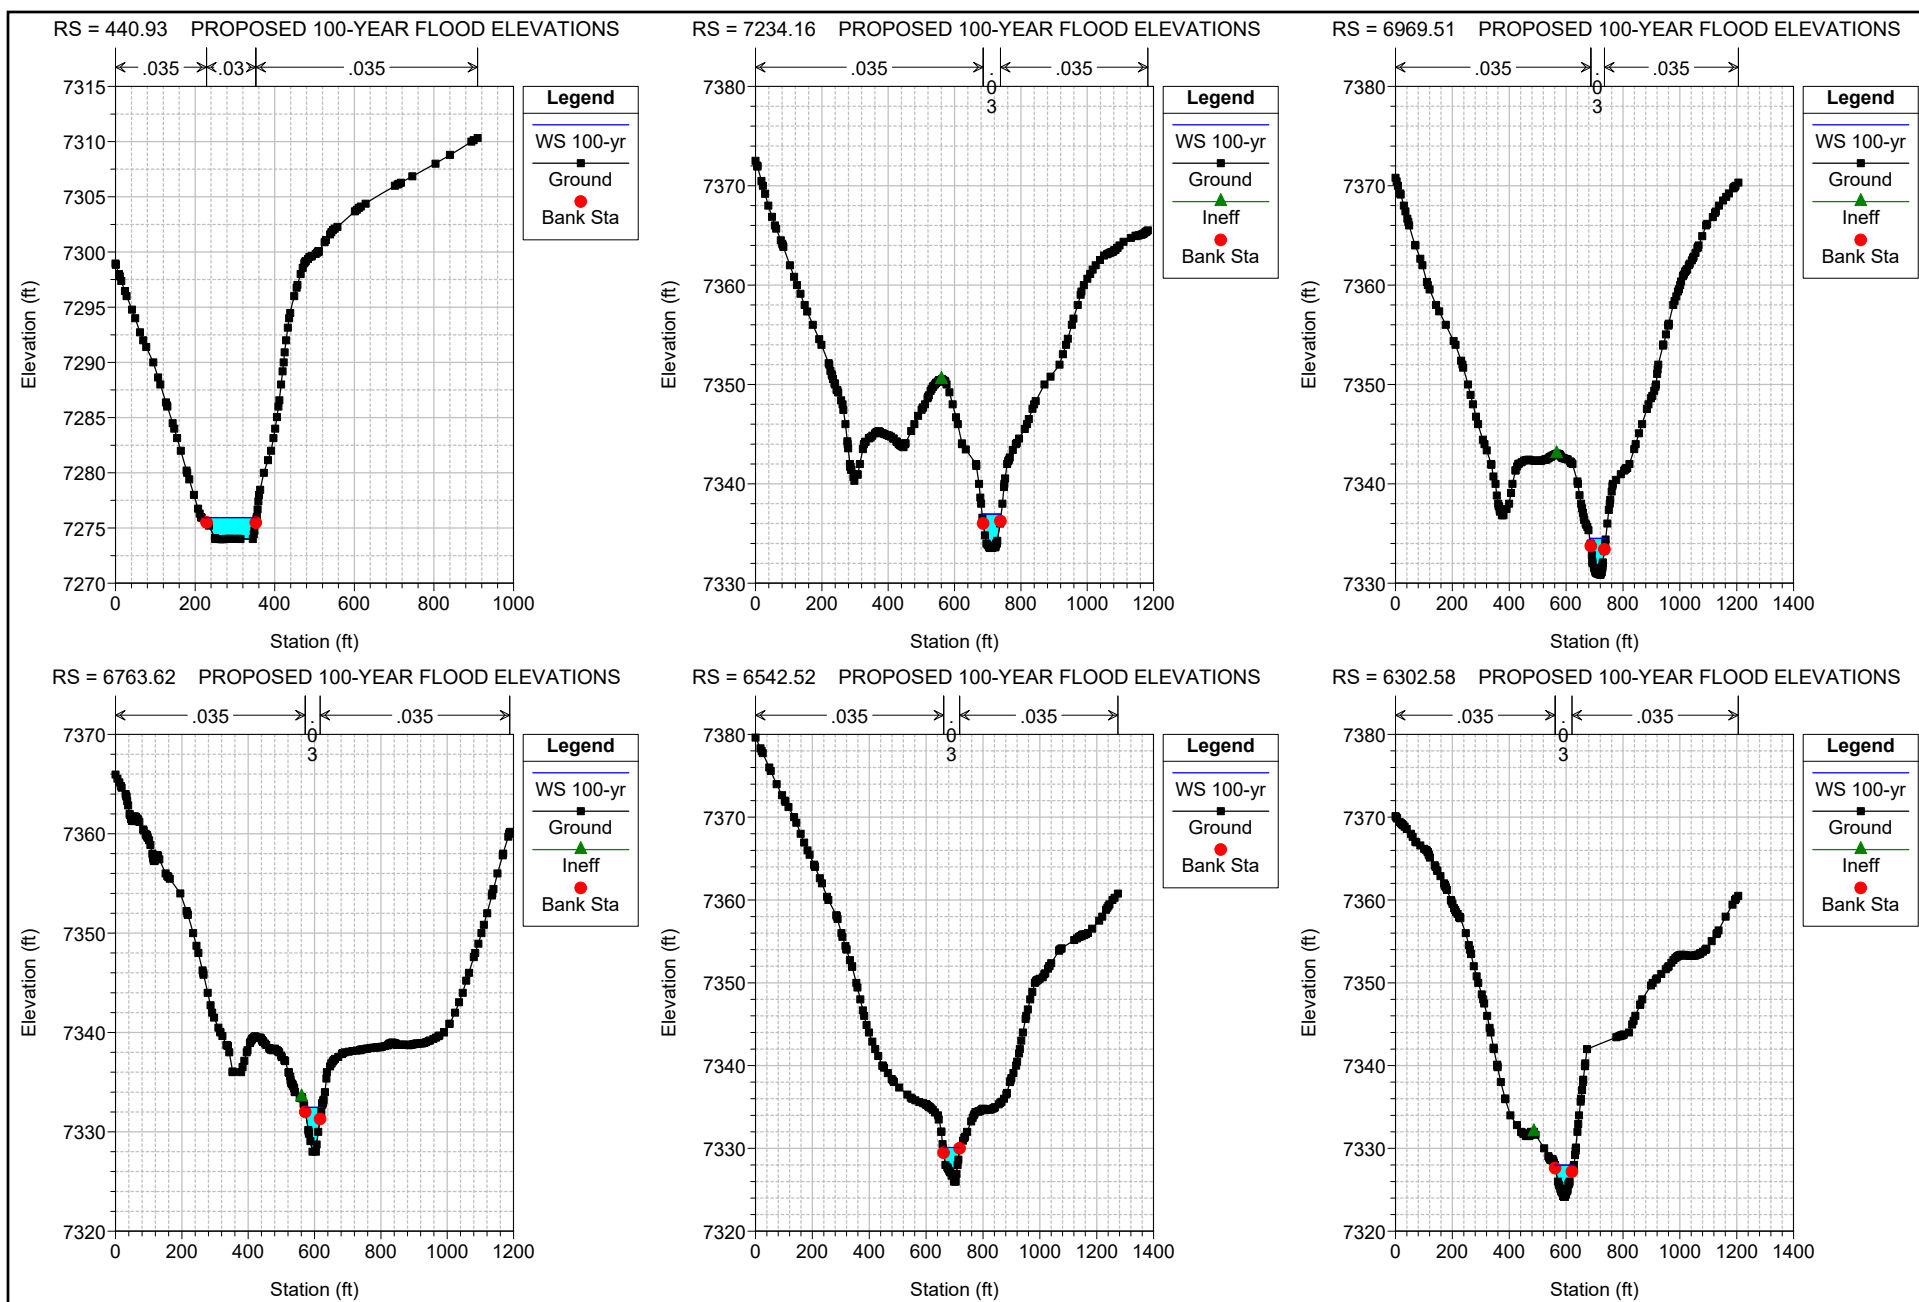 RS = 440.93 PROPOSED 100-YEAR FLOOD ELEVATIONS
.035 .03 .035
7315
7310
7305
7300
7295
7290
7285
7280
7275
7270
0 200 400 600 800 1000
Elevation (ft)
Station (ft)
Legend
WS 100-yr
Ground
Bank Sta
RS = 7234.16 PROPOSED 100-YEAR FLOOD ELEVATIONS
.035 .03 .035
7380
7370
7360
7350
7340
7330
0 200 400 600 800 1000 1200
Elevation (ft)
Station (ft)
Legend
WS 100-yr
Ground
Ineff
Bank Sta
RS = 6969.51 PROPOSED 100-YEAR FLOOD ELEVATIONS
.035 .03 .035
7380
7370
7360
7350
7340
7330
0 200 400 600 800 1000 1200 1400
Elevation (ft)
Station (ft)
Legend
WS 100-yr
Ground
Ineff
Bank Sta
RS = 6763.62 PROPOSED 100-YEAR FLOOD ELEVATIONS
.035 .03 .035
7370
7360
7350
7340
7330
7320
0 200 400 600 800 1000 1200
Elevation (ft)
Station (ft)
Legend
WS 100-yr
Ground
Ineff
Bank Sta
RS = 6542.52 PROPOSED 100-YEAR FLOOD ELEVATIONS
.035 .03 .035
7380
7370
7360
7350
7340
7330
7320
0 200 400 600 800 1000 1200 1400
Elevation (ft)
Station (ft)
Legend
WS 100-yr
Ground
Bank Sta
RS = 6302.58 PROPOSED 100-YEAR FLOOD ELEVATIONS
.035 .03 .035
7380
7370
7360
7350
7340
7330
7320
0 200 400 600 800 1000 1200 1400
Elevation (ft)
Station (ft)
Legend
WS 100-yr
Ground
Ineff
Bank Sta